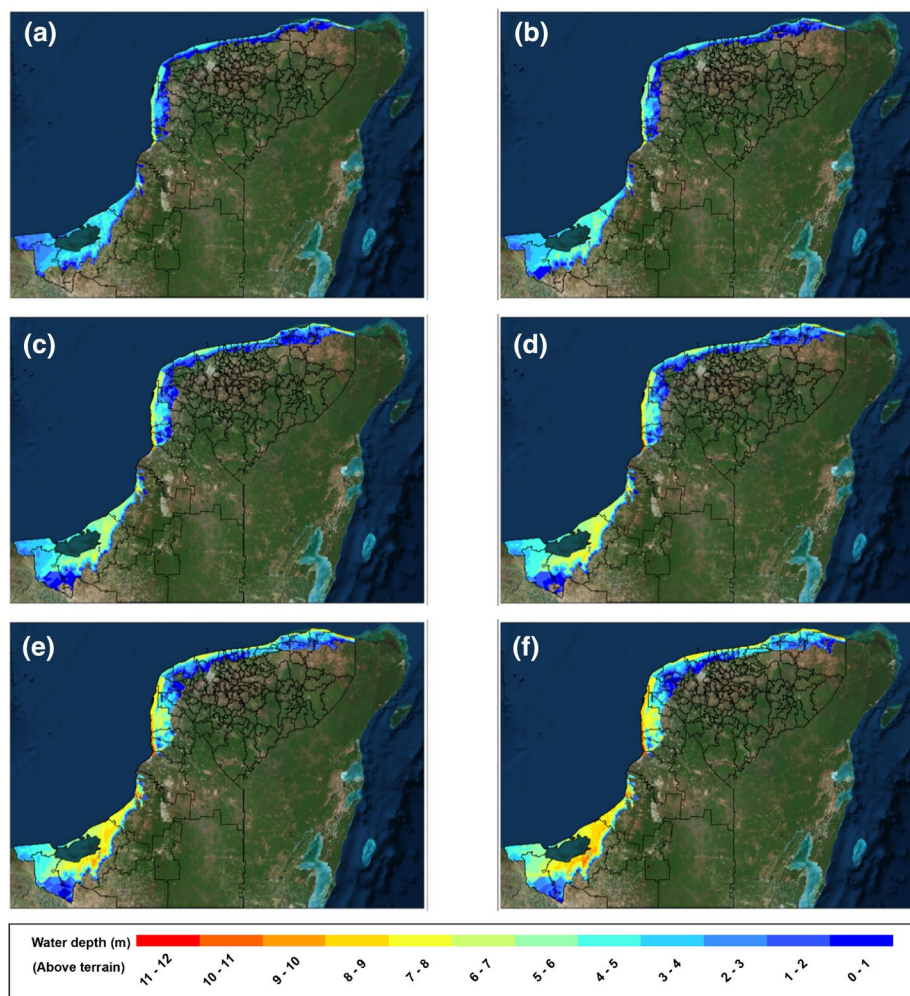 (a)
(b)
(c)
(d)
(e)
(f)
Water depth (m)
(Above terrain)
11 - 12
10 - 11
9 - 10
8 - 9
7 - 8
6 - 7
5 - 6
4 - 5
3 - 4
2 - 3
1 - 2
0 - 1